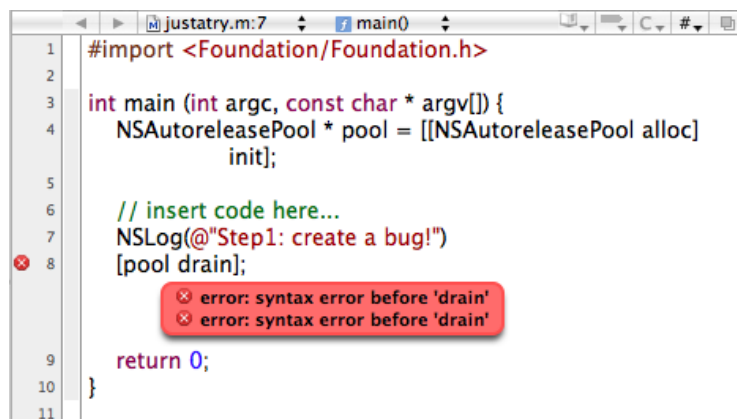 justatry.m:7 main() C #
1 #import <Foundation/Foundation.h>
2
3 int main (int argc, const char * argv[]) {
4 NSAutoreleasePool * pool = [[NSAutoreleasePool alloc]
init];
5
6 // insert code here...
7 NSLog(@"Step1: create a bug!")
8 [pool drain];
error: syntax error before 'drain'
error: syntax error before 'drain'
9 return 0;
10 }
11